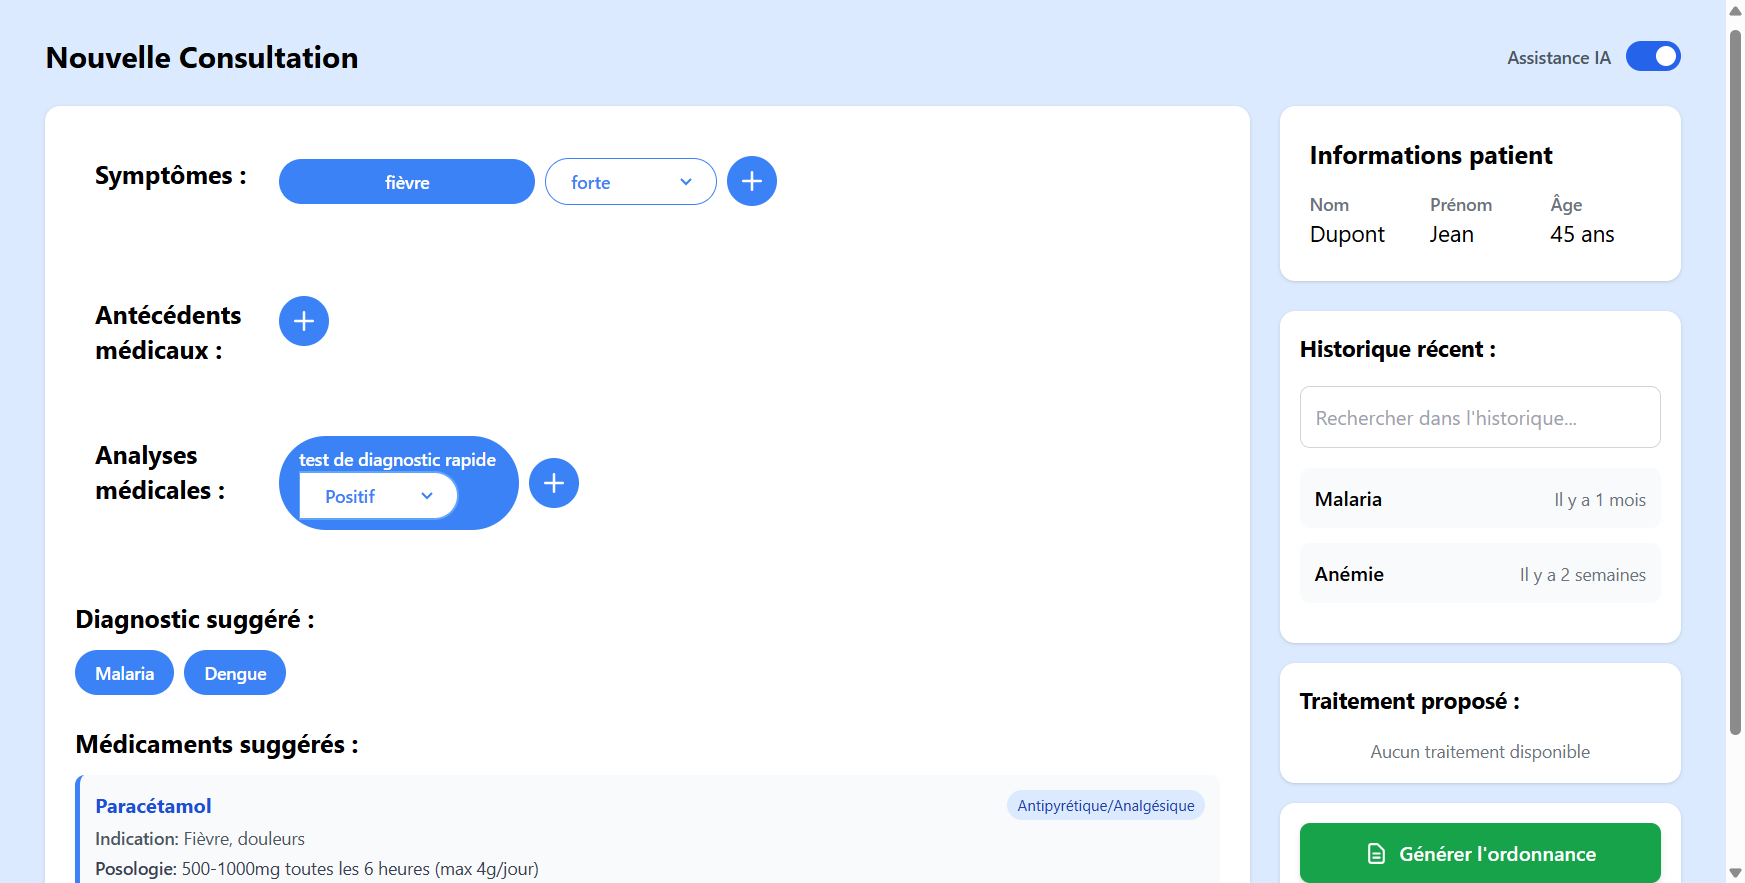 Nouvelle Consultation
Assistance IA
Symptômes :
fièvre
forte
Antécédents
médicaux :
Analyses
médicales :
test de diagnostic rapide
Positif
Diagnostic suggéré :
Malaria
Dengue
Médicaments suggérés :
Paracétamol
Antipyrétique/Analgésique
Indication: Fièvre, douleurs
Posologie: 500-1000mg toutes les 6 heures (max 4g/jour)
Informations patient
Nom
Prénom
Âge
Dupont
Jean
45 ans
Historique récent :
Rechercher dans l'historique...
Malaria
Il y a 1 mois
Anémie
Il y a 2 semaines
Traitement proposé :
Aucun traitement disponible
Générer l'ordonnance